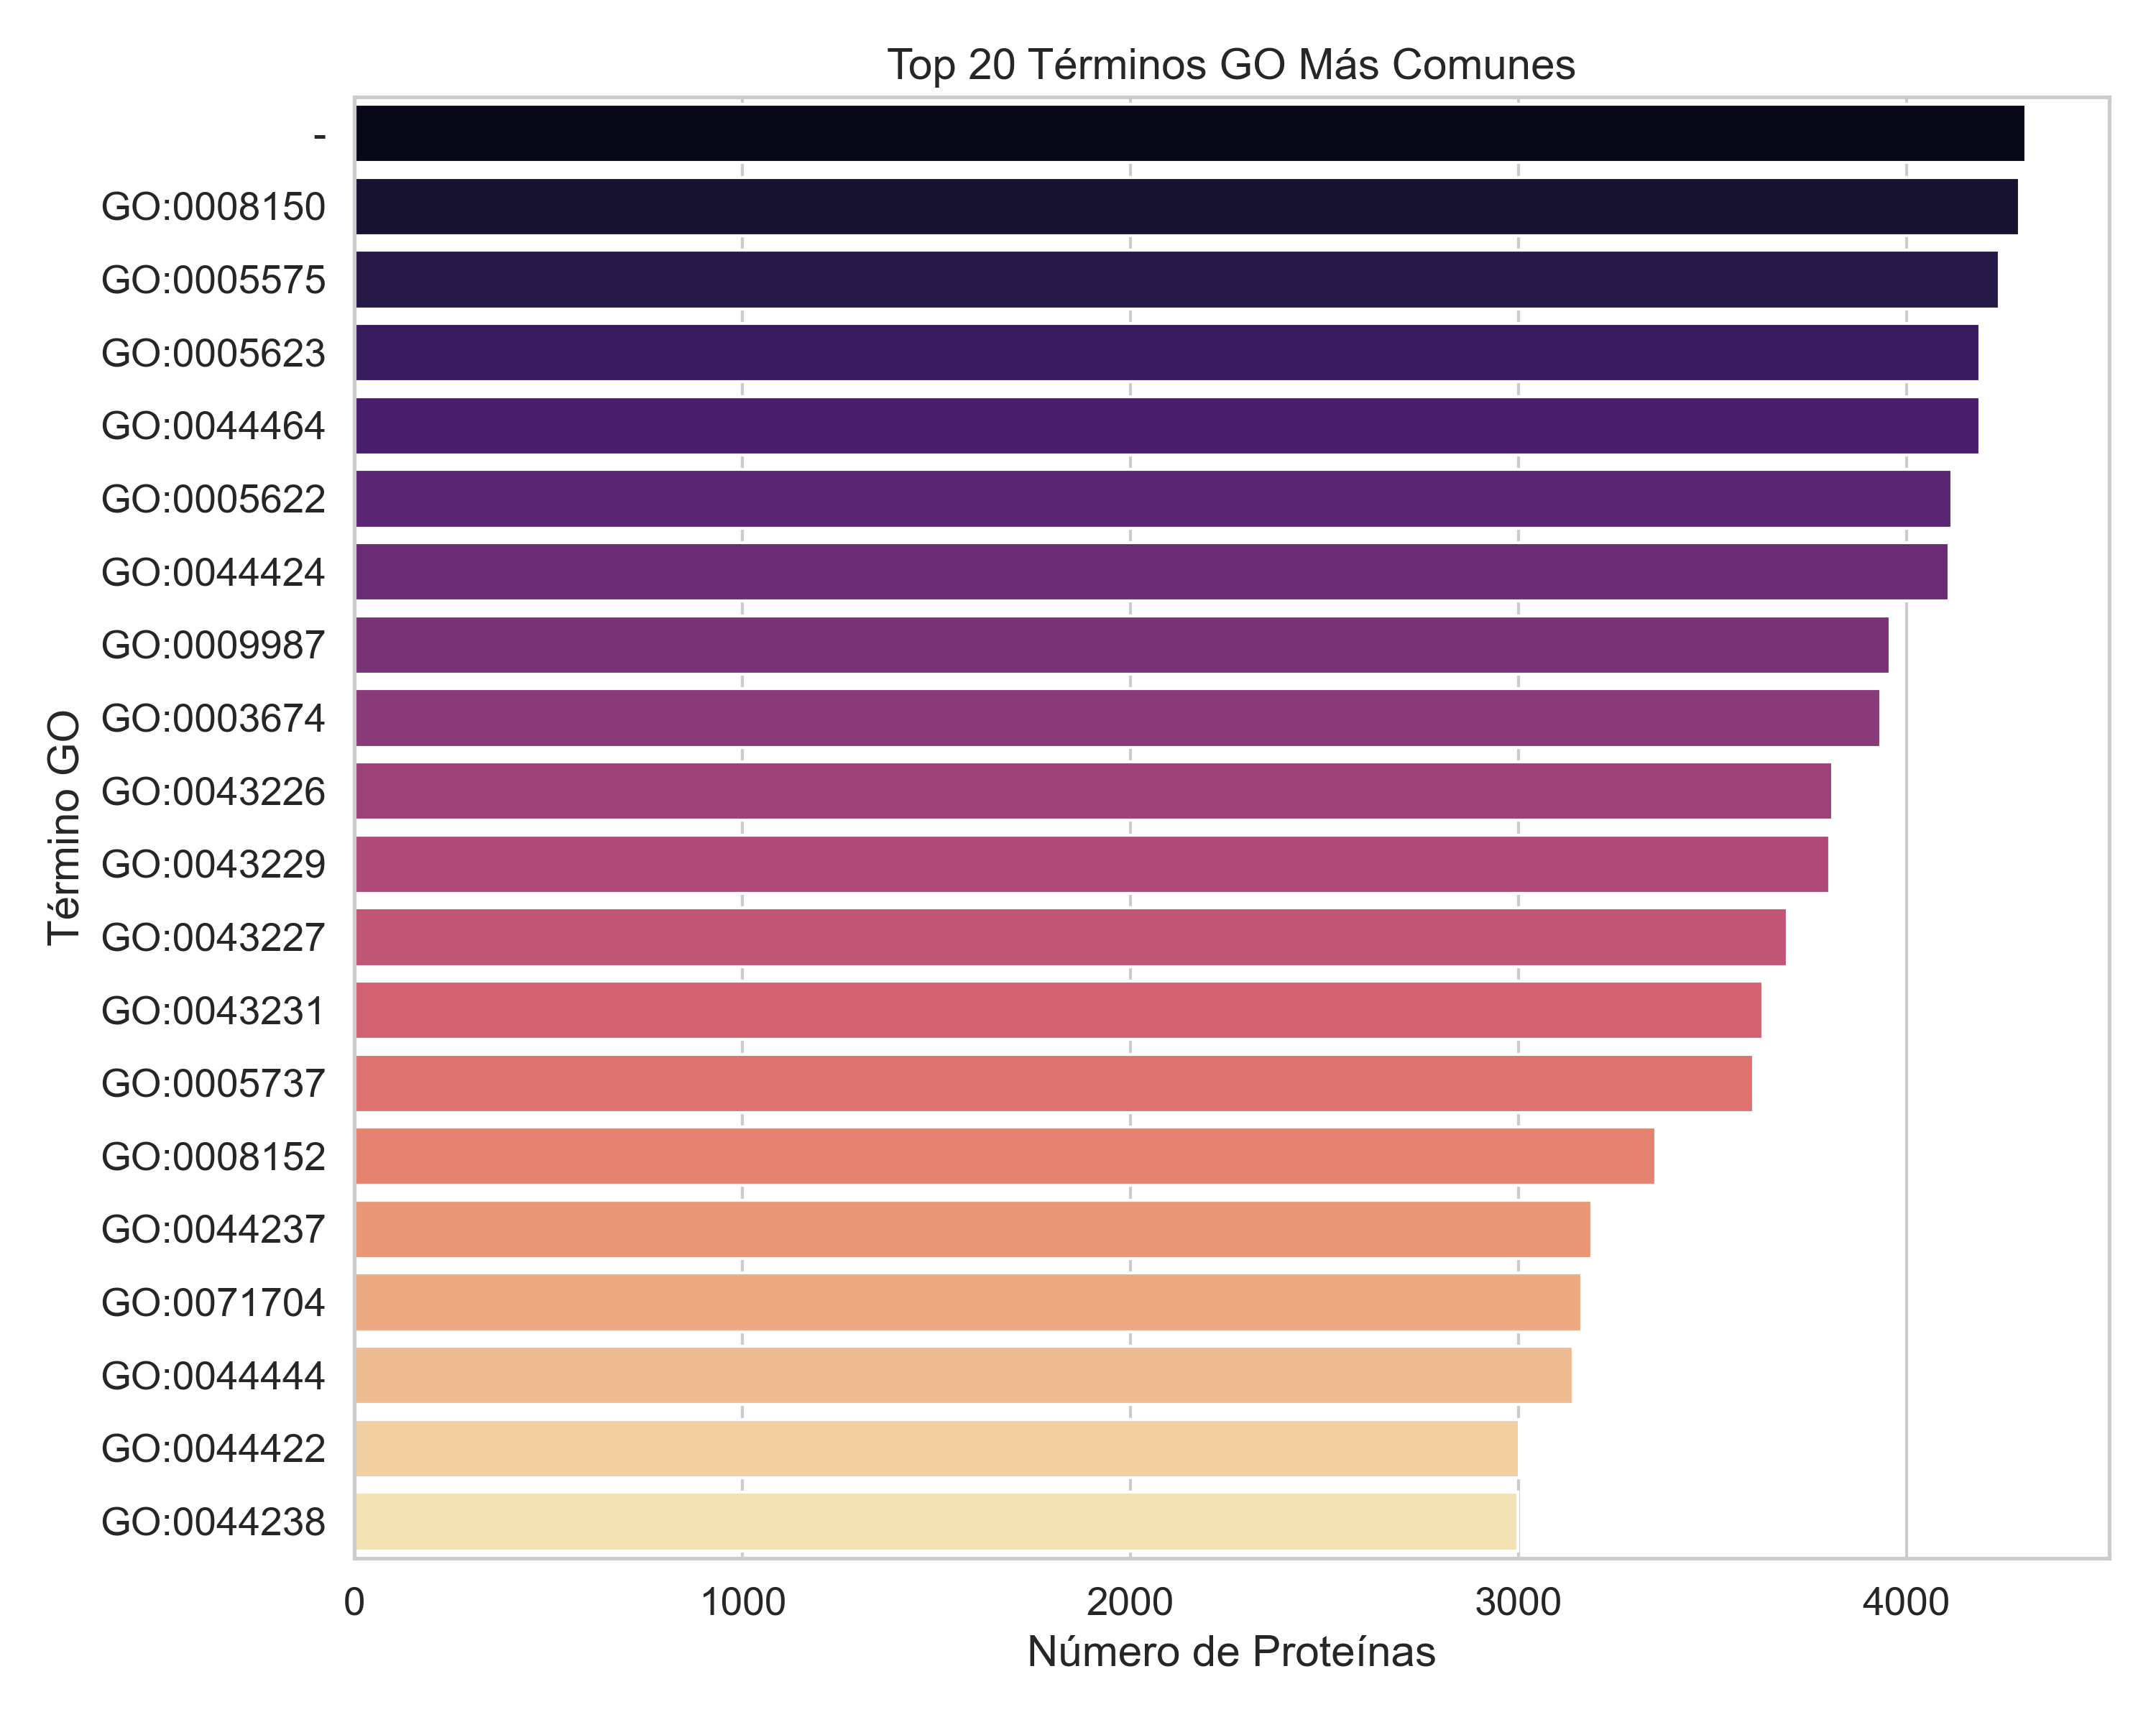 Top 20 Términos GO Más Comunes
Término GO
-
GO:0008150
GO:0005575
GO:0005623
GO:0044464
GO:0005622
GO:0044424
GO:0009987
GO:0003674
GO:0043226
GO:0043229
GO:0043227
GO:0043231
GO:0005737
GO:0008152
GO:0044237
GO:0071704
GO:0044444
GO:0044422
GO:0044238
0 1000 2000 3000 4000
Número de Proteínas